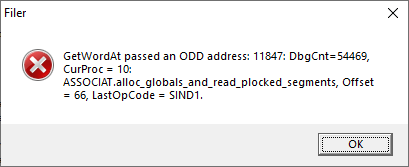 Filer
GetWordAt passed an ODD address: 11847: DbgCnt=54469,
CurProc = 10:
ASSOCIAT.alloc_globals_and_read_plocked_segments, Offset
= 66, LastOpCode = SIND1.
OK